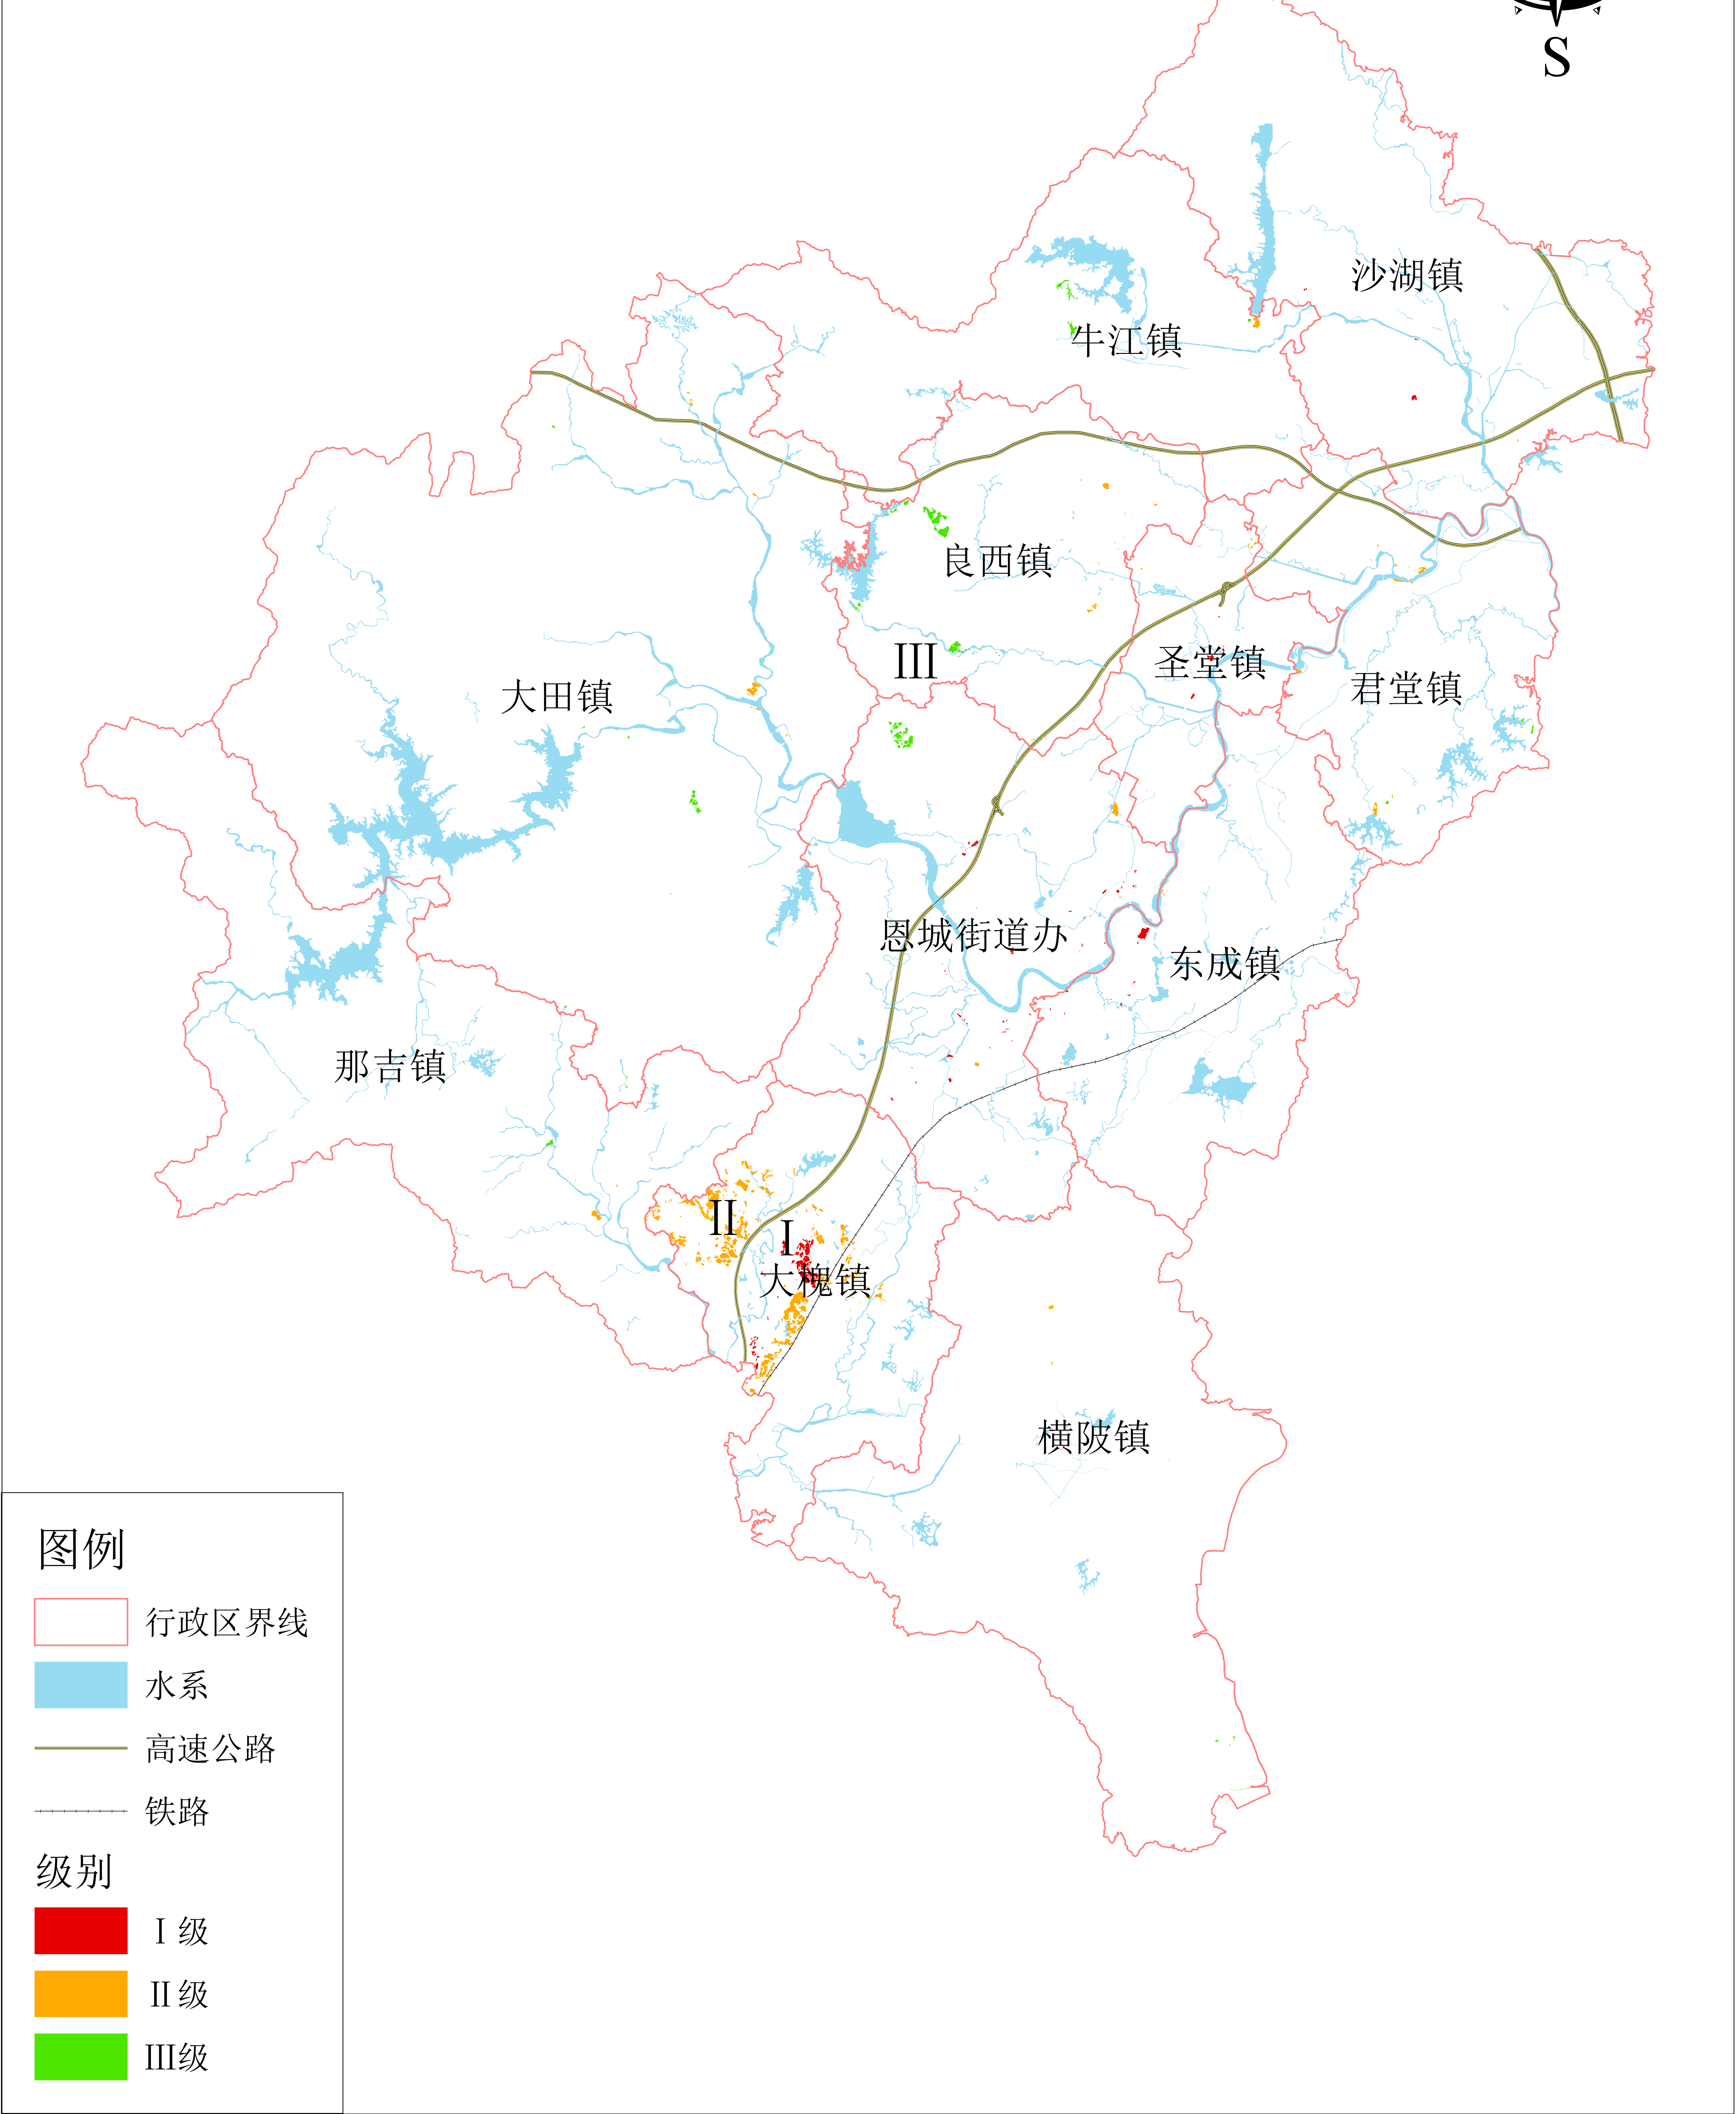 S
沙湖镇
牛江镇
良西镇
III
圣堂镇
君堂镇
大田镇
恩城街道办
东成镇
那吉镇
II
I
大槐镇
横陂镇
图例
行政区界线
水系
高速公路
铁路
级别
I级
II级
III级